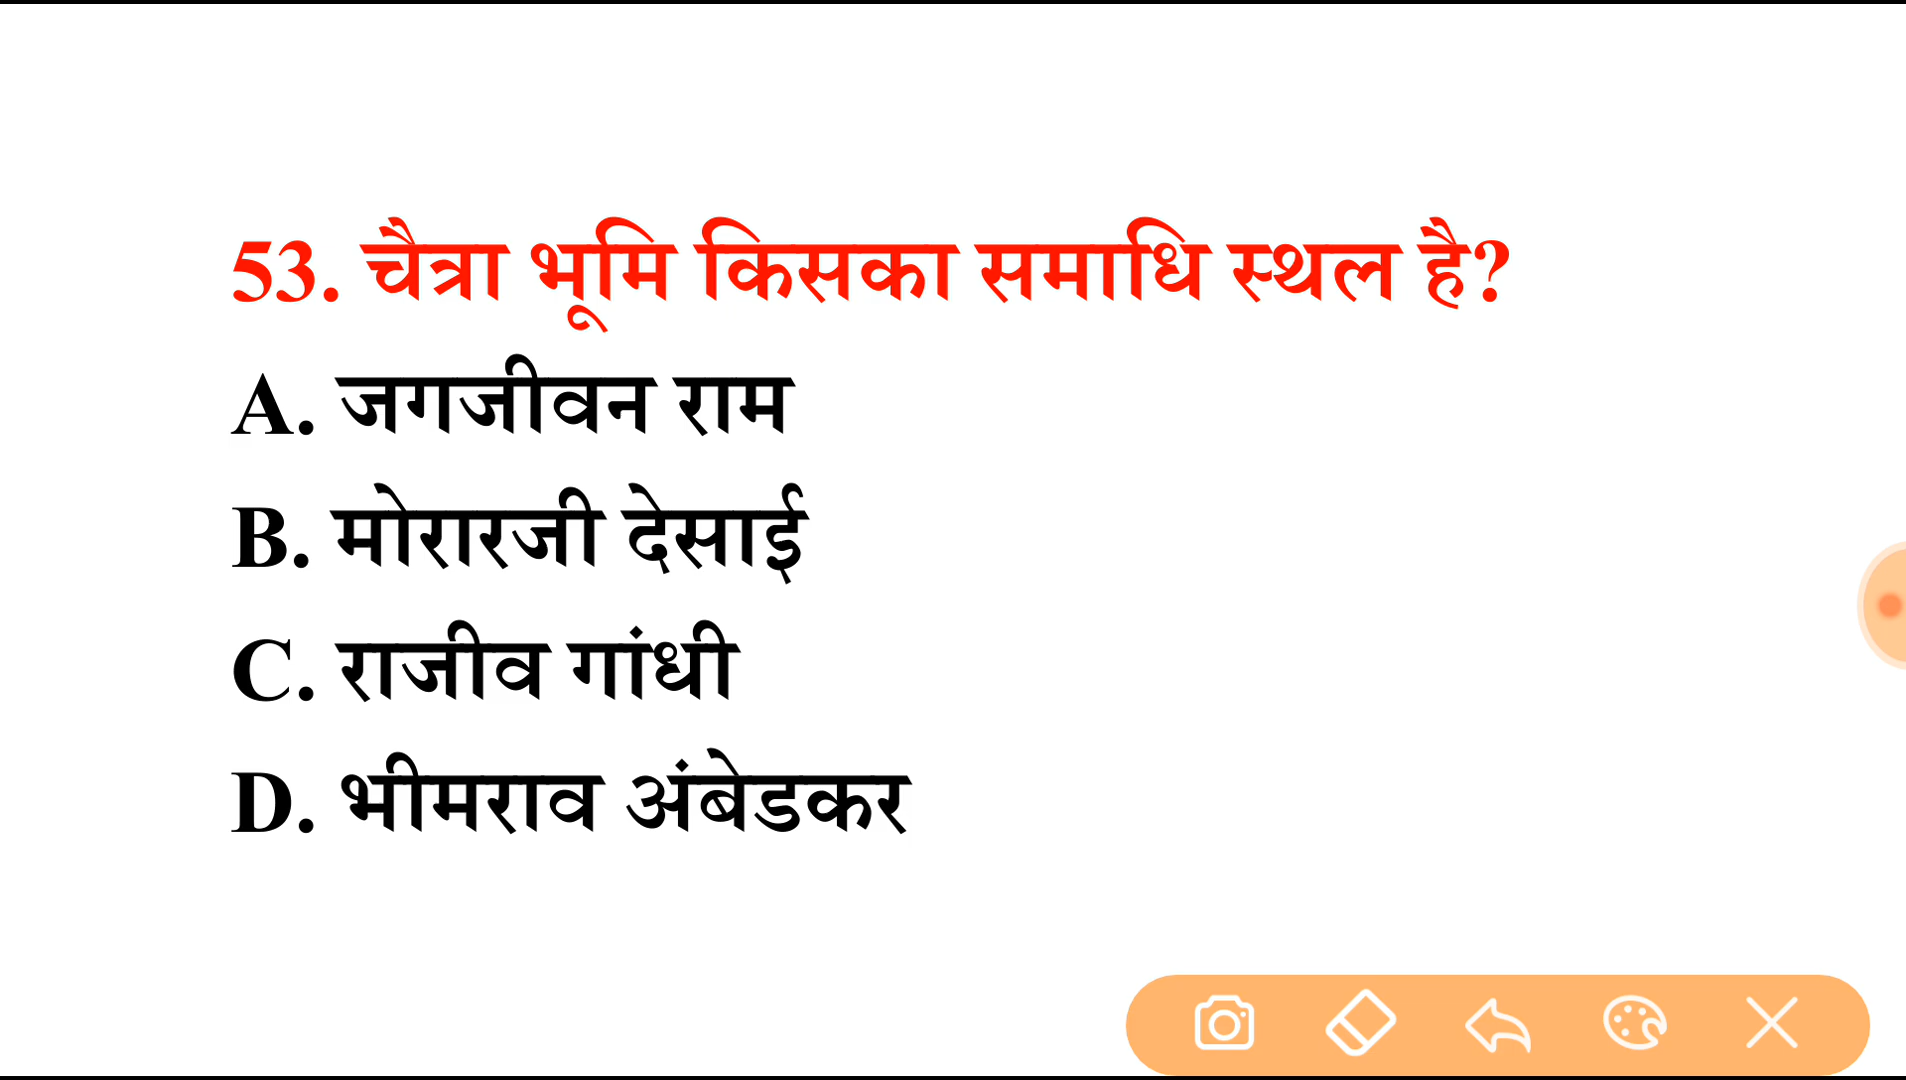 53. चैत्रा भूमि किसका समाधि स्थल है?
A. जगजीवन राम
B. मोरारजी देसाई
C. राजीव गांधी
D. भीमराव अंबेडकर